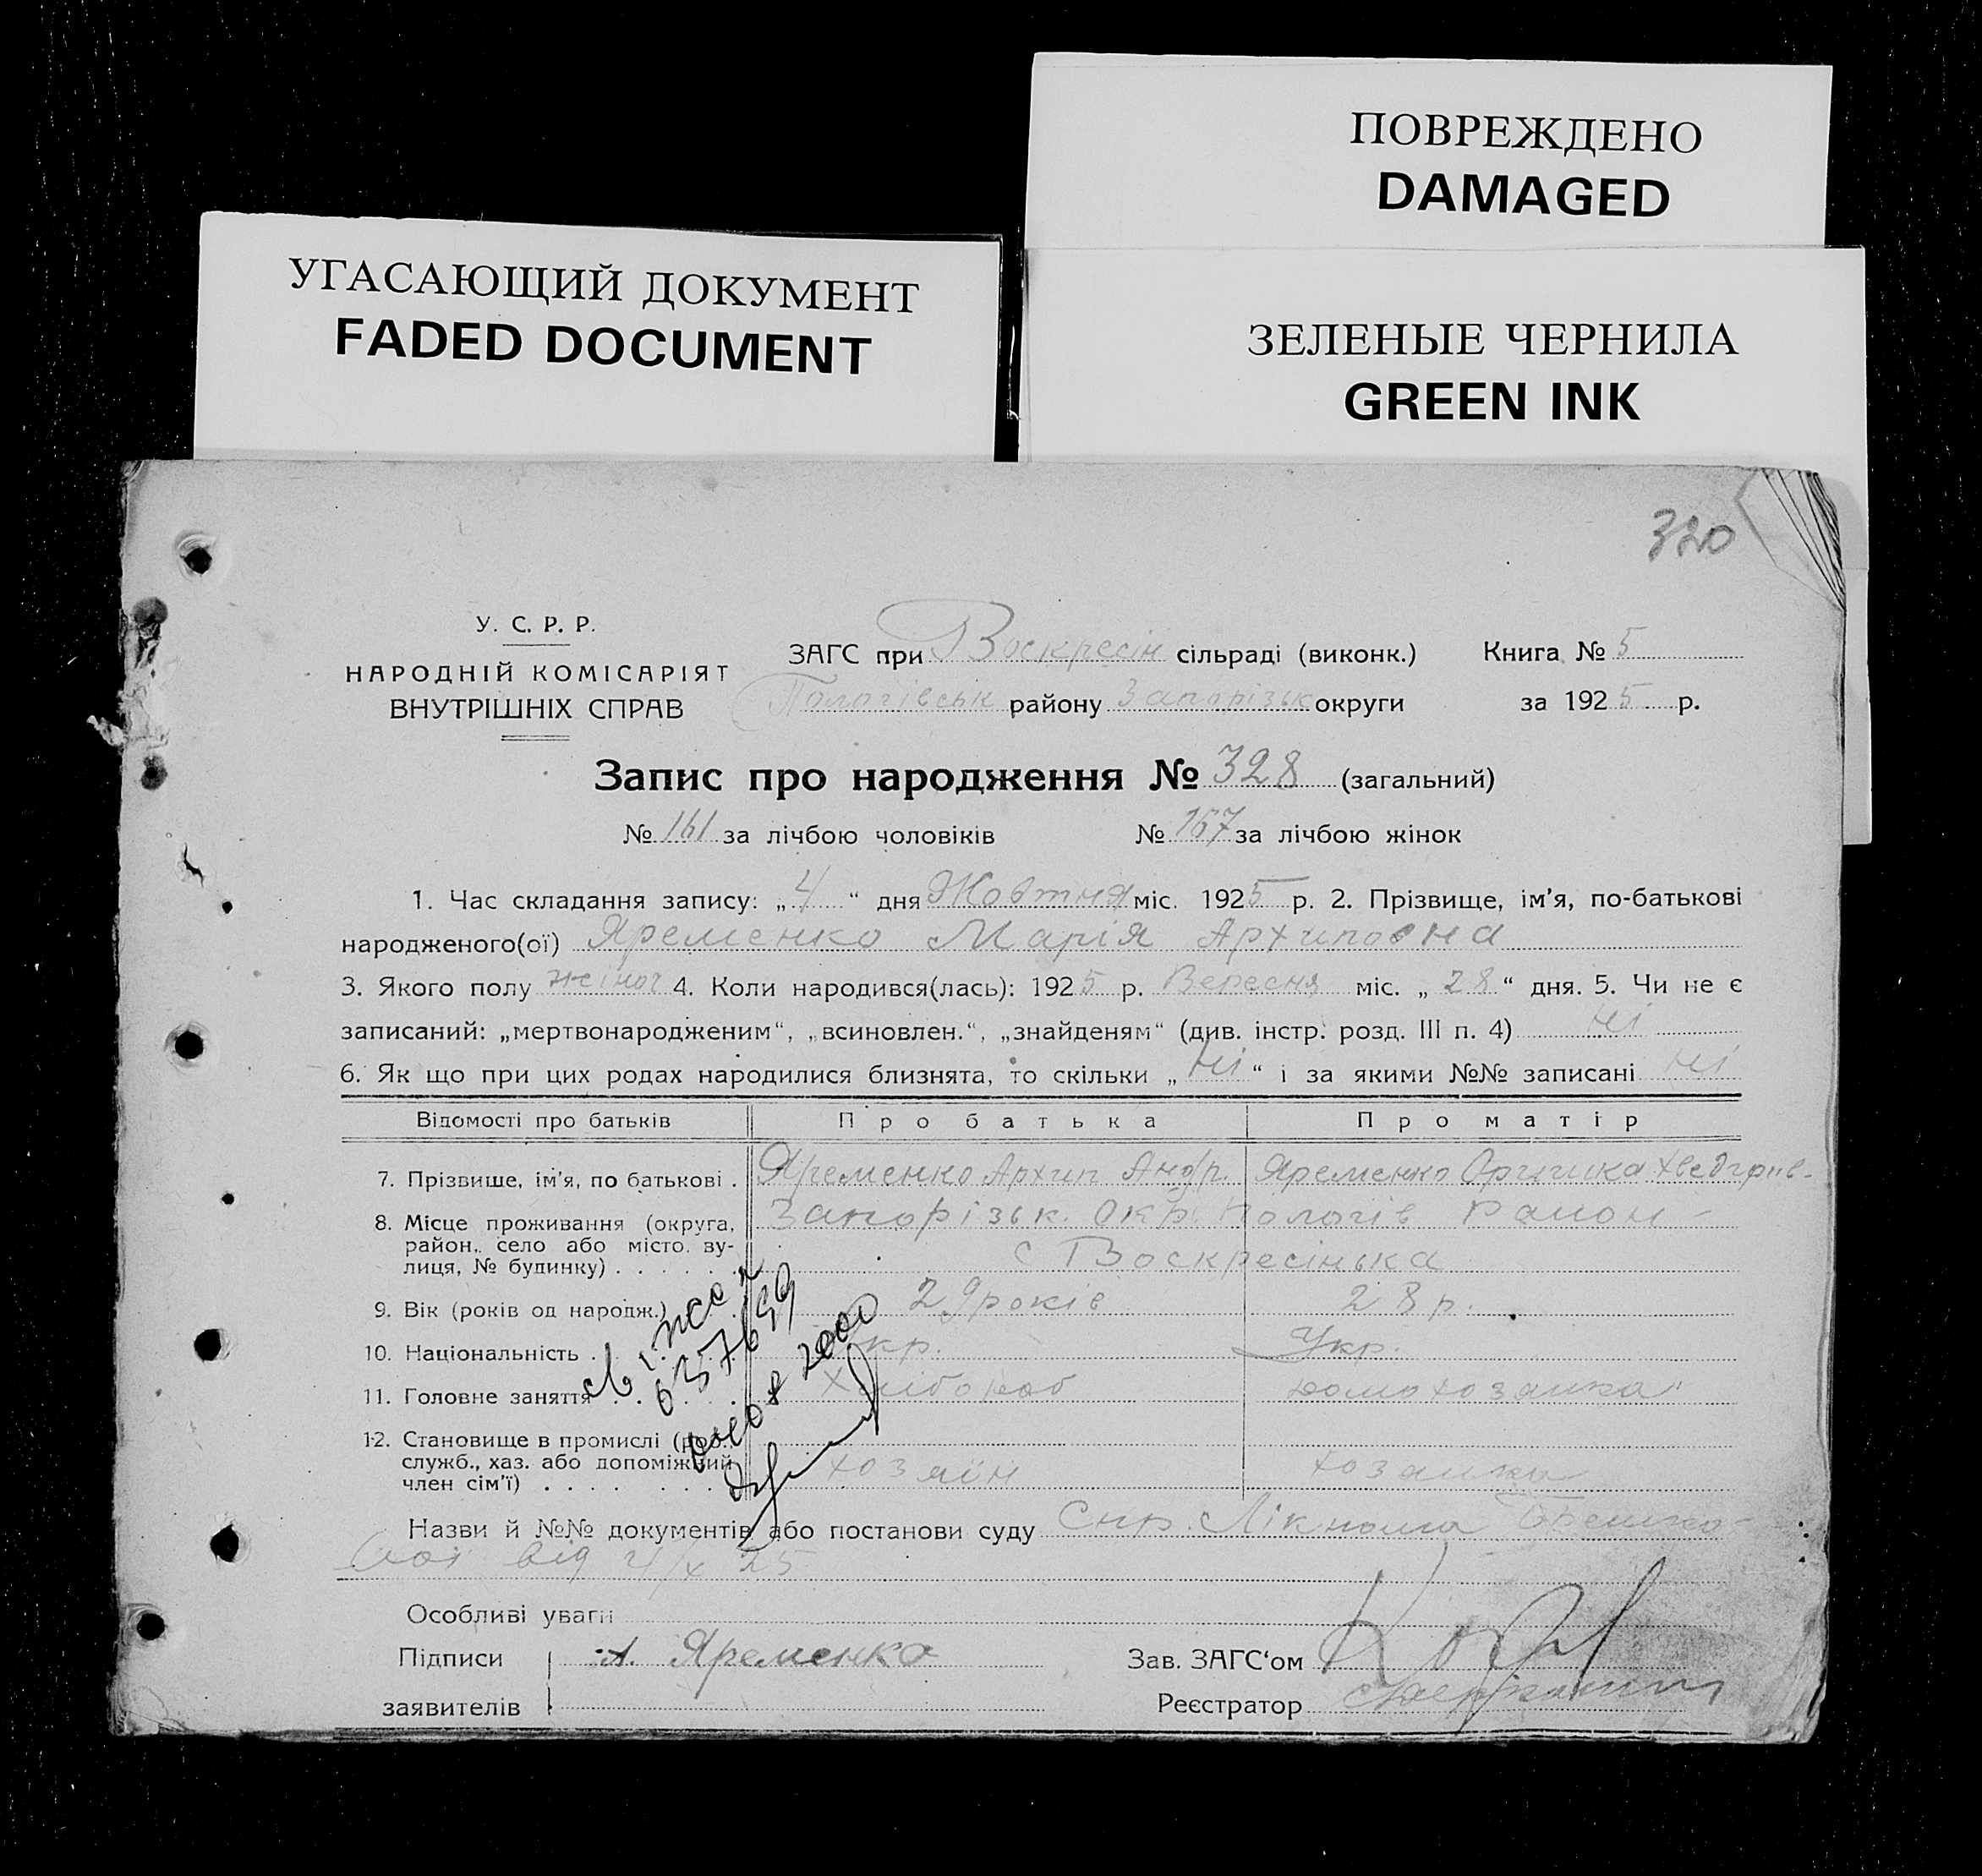 ПОВРЕЖДЕНО
DAMAGED
УГАСАЮЩИЙ ДОКУМЕНТ
FADED DOCUMENT
ЗЕЛЕНЫЕ ЧЕРНИЛА
GREEN INK
320
У. С. Р. Р.
НАРОДНІЙ КОМІСАРІЯТ
ВНУТРІШНІХ СПРАВ
ЗАГС при Воскресін сільраді (виконк.) Книга № 5
Пологівськ району Запорізьк округи за 1925 р.
Запис про народження № 328 (загальний)
№ 161 за лічбою чоловіків № 167 за лічбою жінок
1. Час складання запису: „4“ дня Жовтня міс. 1925 р. 2. Прізвище, ім'я, по-батькові
народженого(ої) Яременко Марія Архиповна
3. Якого полу жіноч 4. Коли народився(лась): 1925 р. Вересня міс. „28“ дня. 5. Чи не є
записаний: „мертвонародженим“, „всиновлен.“, „знайденям“ (див. інстр. розд. III п. 4) ні
6. Як що при цих родах народилися близнята, то скільки „ні“ і за якими №№ записані ні
Відомості про батьків Про батька Про матір
7. Прізвище, ім'я, по батькові . Яременко Архип Андр. Яременко
8. Місце проживання (округа, район, село або місто, ву-лиця, № будинку) . . . Запорізьк. Окр. Пологів Район
с Воскресінька
9. Вік (років од народж.) 29 років 28 р.
10. Національність . Укр. Укр.
11. Головне заняття . . Хлібороб домохозяйка
12. Становище в промислі
служб., хаз. або допоміжний
член сім'ї) . . . . хозяїн хозяйка
Назви й №№ документів або постанови суду
від 4/X 25
Особливі уваги
Підписи А. Яременко Зав. ЗАГС‘ом
заявителів Реєстратор